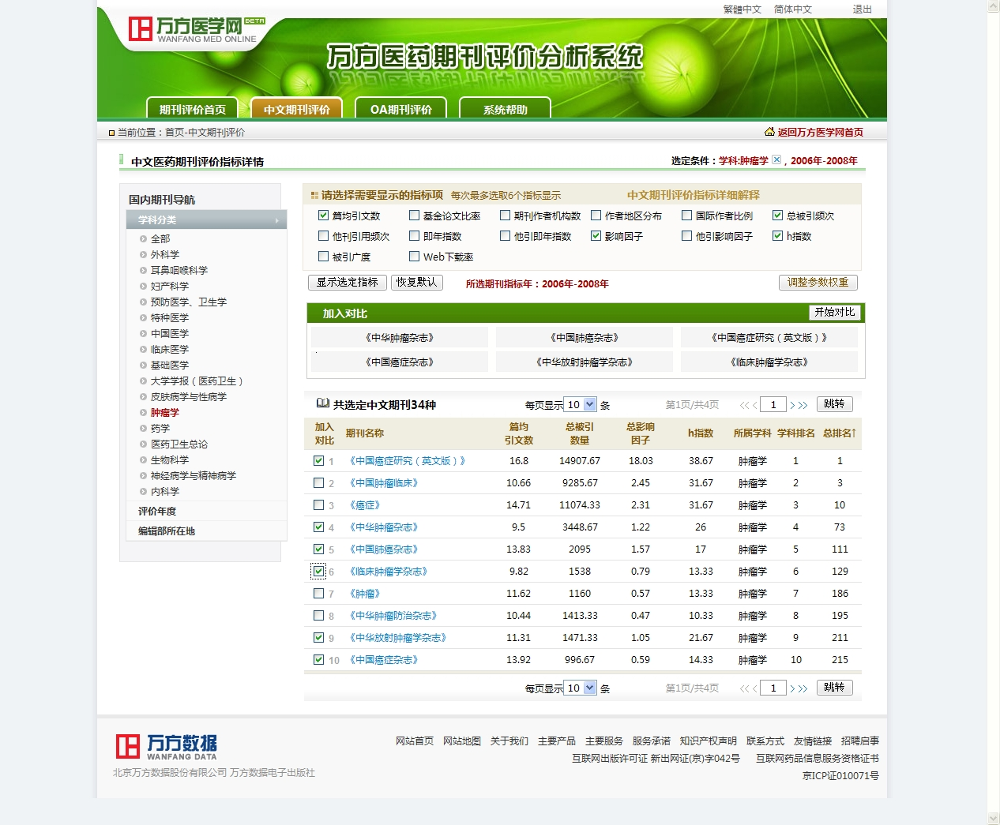 繁體中文 简体中文 退出
万方医学网 BETA
WANFANG MED ONLINE
万方医药期刊评价分析系统
期刊评价首页 中文期刊评价 OA期刊评价 系统帮助
当前位置：首页-中文期刊评价 返回万方医学网首页
中文医药期刊评价指标详情 选定条件：学科:肿瘤学 ，2006年-2008年
国内期刊导航
学科分类
全部
外科学
耳鼻咽喉科学
妇产科学
预防医学、卫生学
特种医学
中国医学
临床医学
基础医学
大学学报（医药卫生）
皮肤病学与性病学
肿瘤学
药学
医药卫生总论
生物科学
神经病学与精神病学
内科学
评价年度
编辑部所在地
请选择需要显示的指标项 每次最多选取6个指标显示 中文期刊评价指标详细解释
篇均引文数 基金论文比率 期刊作者机构数 作者地区分布 国际作者比例 总被引频次
他刊引用频次 即年指数 他引即年指数 影响因子 他引影响因子 h指数
被引广度 Web下载率
显示选定指标 恢复默认 所选期刊指标年：2006年-2008年 调整参数权重
加入对比 开始对比
《中华肿瘤杂志》 《中国肺癌杂志》 《中国癌症研究（英文版）》
《中国癌症杂志》 《中华放射肿瘤学杂志》 《临床肿瘤学杂志》
共选定中文期刊34种 每页显示 10 条 第1页/共4页 1 跳转
加入对比 期刊名称 篇均引文数 总被引数量 总影响因子 h指数 所属学科 学科排名 总排名↑
1 《中国癌症研究（英文版）》 16.8 14907.67 18.03 38.67 肿瘤学 1 1
2 《中国肿瘤临床》 10.66 9285.67 2.45 31.67 肿瘤学 2 3
3 《癌症》 14.71 11074.33 2.31 31.67 肿瘤学 3 10
4 《中华肿瘤杂志》 9.5 3448.67 1.22 26 肿瘤学 4 73
5 《中国肺癌杂志》 13.83 2095 1.57 17 肿瘤学 5 111
6 《临床肿瘤学杂志》 9.82 1538 0.79 13.33 肿瘤学 6 129
7 《肿瘤》 11.62 1160 0.57 13.33 肿瘤学 7 186
8 《中华肿瘤防治杂志》 10.44 1413.33 0.47 10.33 肿瘤学 8 195
9 《中华放射肿瘤学杂志》 11.31 1471.33 1.05 21.67 肿瘤学 9 211
10 《中国癌症杂志》 13.92 996.67 0.59 14.33 肿瘤学 10 215
每页显示 10 条 第1页/共4页 1 跳转
万方数据
WANFANG DATA
北京万方数据股份有限公司 万方数据电子出版社
网站首页 网站地图 关于我们 主要产品 主要服务 服务承诺 知识产权声明 联系方式 友情链接 招聘启事
互联网出版许可证 新出网证(京)字042号 互联网药品信息服务资格证书
京ICP证010071号